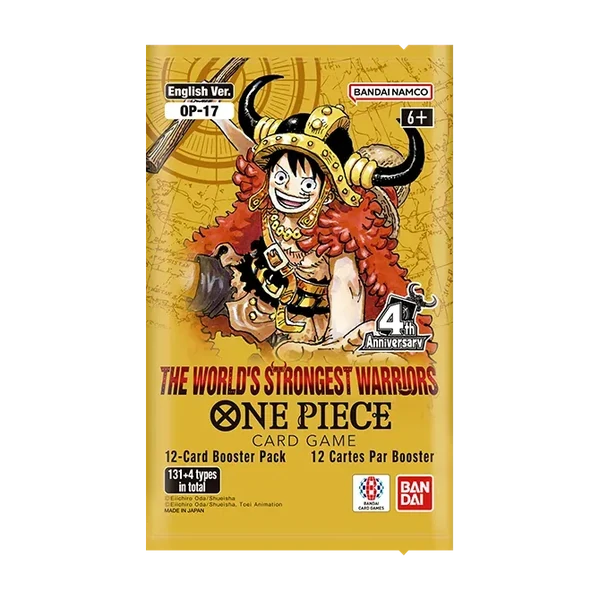 English Ver.
OP-17
BANDAI NAMCO
6+
4th
Anniversary
THE WORLD'S STRONGEST WARRIORS
ONE PIECE
CARD GAME
12-Card Booster Pack 12 Cartes Par Booster
131+4 types
in total
©Eiichiro Oda/Shueisha
©Eiichiro Oda/Shueisha, Toei Animation
MADE IN JAPAN
BANDAI
CARD GAMES
BAN
DAI